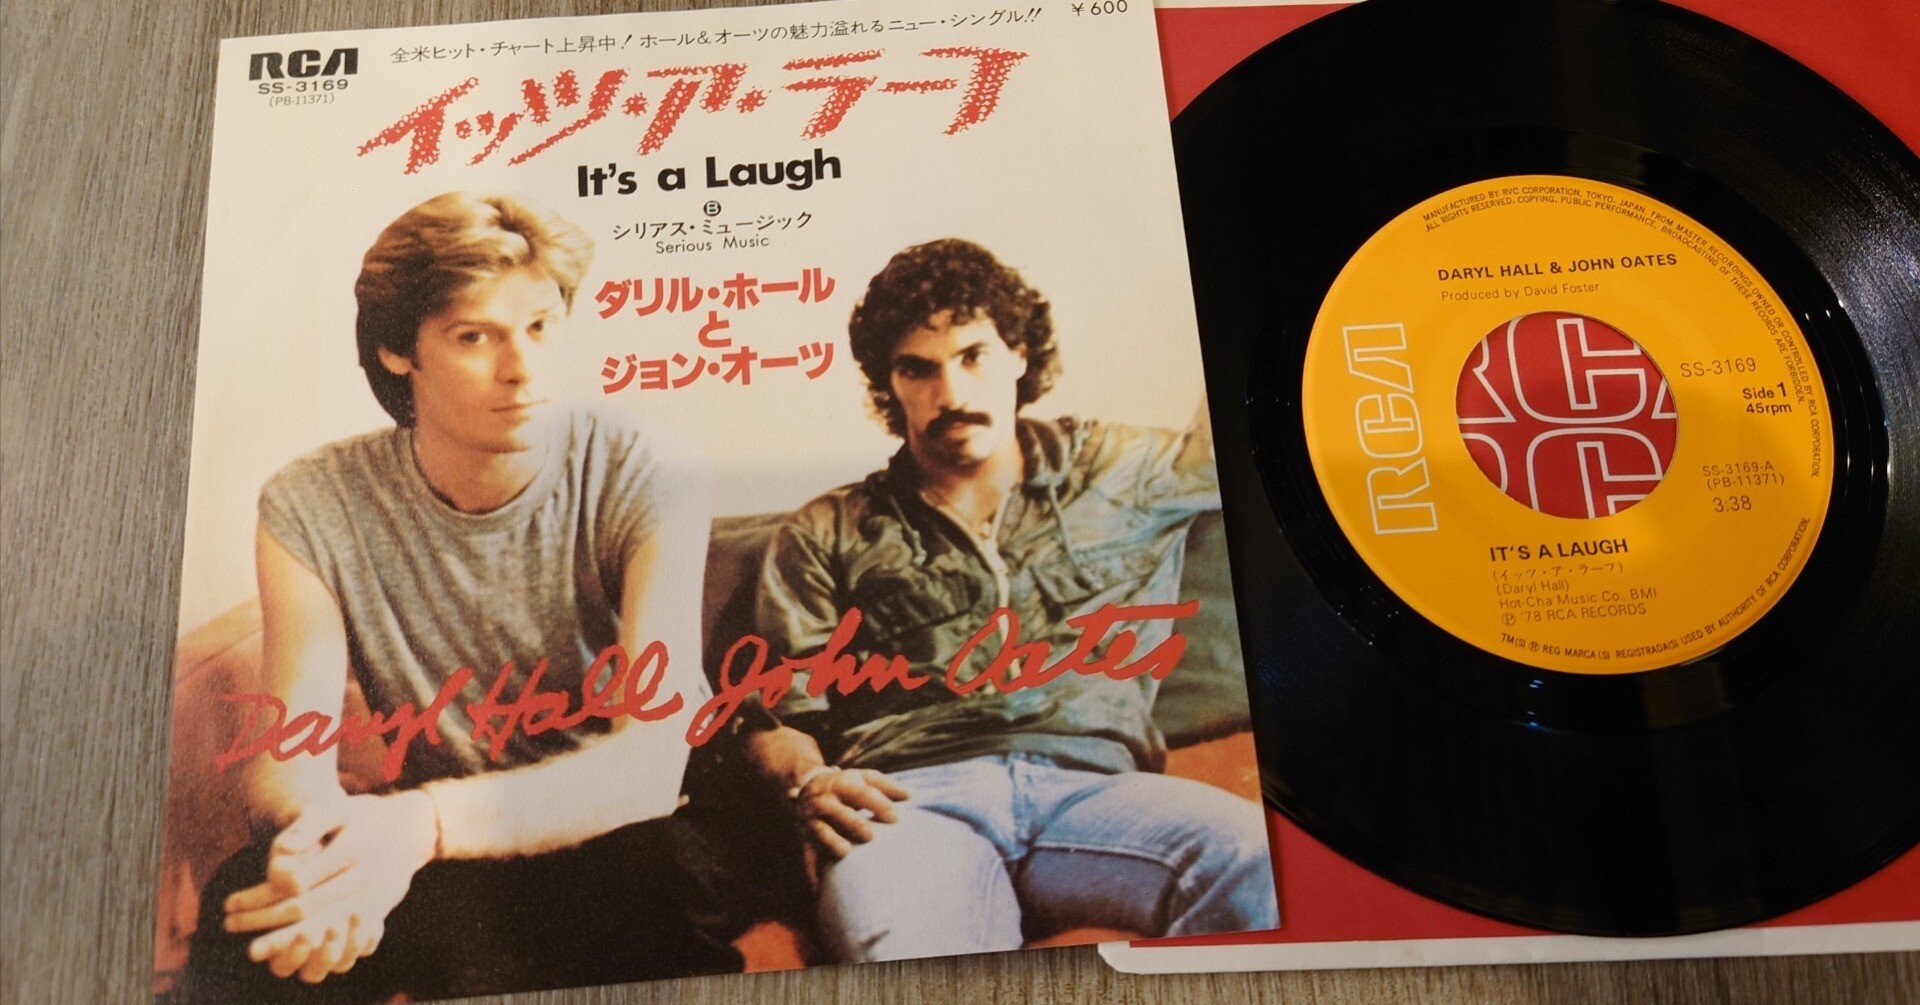 RCA
SS-3169
(PB-11371)
全米ヒット・チャート上昇中！ホール&オーツの魅力溢れるニュー・シングル!!
¥600
イッツ・ア・ラーフ
It's a Laugh
Ⓑ
シリアス・ミュージック
Serious Music
ダリル・ホール
と
ジョン・オーツ
Daryl Hall John Oates
MANUFACTURED BY RVC CORPORATION, TOKYO, JAPAN, FROM MASTER RECORDINGS OWNED OR CONTROLLED BY RCA CORPORATION.
ALL RIGHTS RESERVED. COPYING, PUBLIC PERFORMANCE, BROADCASTING OF THESE RECORDS ARE FORBIDDEN.
DARYL HALL & JOHN OATES
Produced by David Foster
RCA
SS-3169
Side 1
45rpm
SS-3169-A
(PB-11371)
3:38
IT'S A LAUGH
(イッツ・ア・ラーフ)
(Daryl Hall)
Hot-Cha Music Co., BMI
Ⓟ '78 RCA RECORDS
TM(S) ® REG MARCA(S) REGISTRADA(S) USED BY AUTHORITY OF RCA CORPORATION.